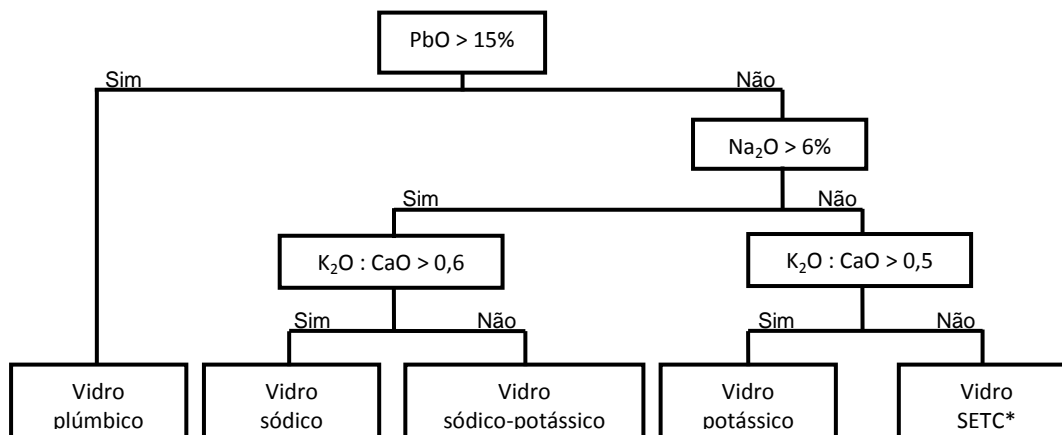 PbO > 15%
Sim
Não
Na₂O > 6%
Sim
Não
K₂O : CaO > 0,6
K₂O : CaO > 0,5
Sim
Não
Sim
Não
Vidro
plúmbico
Vidro
sódico
Vidro
sódico-potássico
Vidro
potássico
Vidro
SETC*